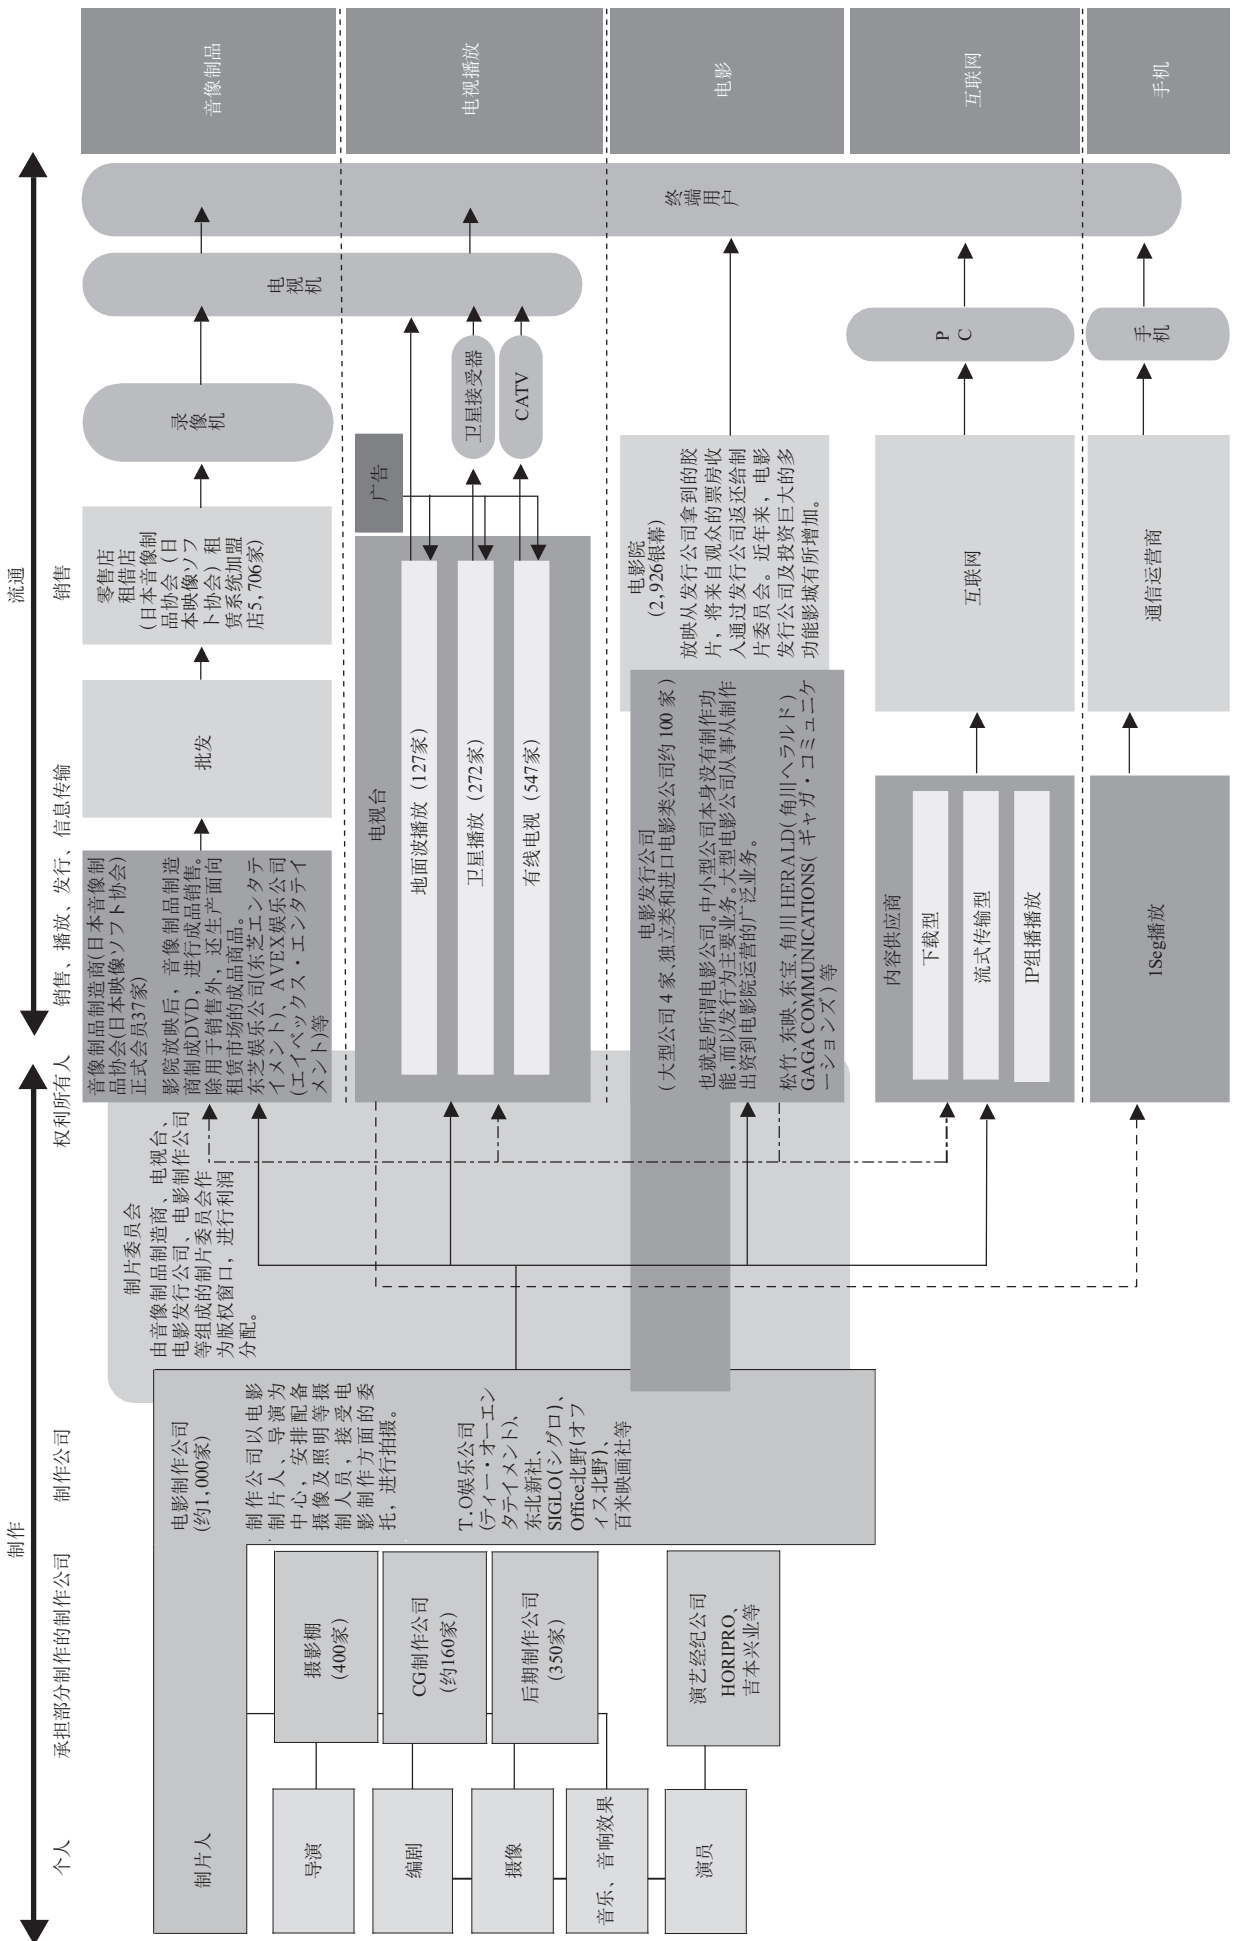 制作
流通
个人
承担部分制作的制作公司
制作公司
权利所有人
销售、播放、发行、信息传输
销售
制片人
导演
编剧
摄像
音乐、音响效果
演员
摄影棚
(400家)
CG制作公司
(约160家)
后期制作公司
(350家)
演艺经纪公司
HORIPRO、
吉本兴业等
电影制作公司
(约1,000家)
制作公司以电影
制片人、导演为
中心，安排配备
摄像及照明等摄
制人员，接受电
影制作方面的委
托，进行拍摄。
T.O娱乐公司
(ティー・オーエン
タテイメント)、
东北新社、
SIGLO(シグロ)、
Office北野(オフ
ィス北野)、
百米映画社等
制片委员会
由音像制品制造商、电视台、
电影发行公司、电影制作公司
等组成的制片委员会作
为版权窗口，进行利润
分配。
音像制品制造商(日本音像制
品协会(日本映像ソフト协会)
正式会员37家)
影院放映后，音像制品制造
商制成DVD，进行成品销售。
除用于销售外，还生产面向
租赁市场的成品商品。
东芝娱乐公司(东芝エンタテ
イメント)、AVEX娱乐公司
(エイベックス・エンタテイ
メント)等
批发
零售店
租借店
(日本音像制
品协会（日
本映像ソフ
ト协会）租
赁系统加盟
店5,706家)
录像机
电视机
终端用户
音像制品
电视台
地面波播放（127家）
卫星播放（272家）
有线电视（547家）
广告
卫星接受器
CATV
电视播放
电影发行公司
(大型公司 4 家、独立类和进口电影类公司约 100 家)
也就是所谓电影公司。中小型公司本身没有制作功
能,而以发行为主要业务。大型电影公司从事从制作
出资到电影院运营的广泛业务。
松竹、东映、东宝、角川 HERALD( 角川ヘラルド )
GAGA COMMUNICATIONS( ギャガ・コミュニケ
ーションズ ) 等
电影院
(2,926银幕)
放映从发行公司拿到的胶
片，将来自观众的票房收
入通过发行公司返还给制
片委员会。近年来，电影
发行公司及投资巨大的多
功能影城有所增加。
电影
内容供应商
下载型
流式传输型
IP组播播放
互联网
PC
互联网
1Seg播放
通信运营商
手机
手机